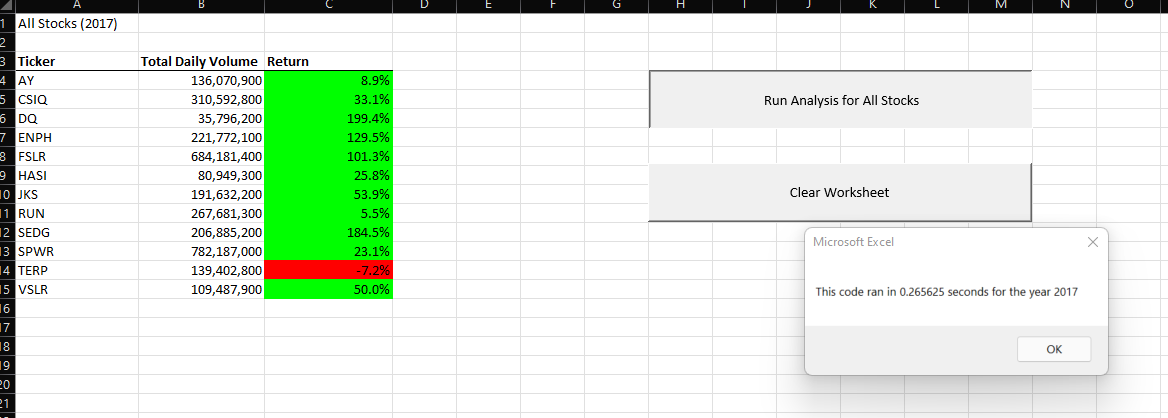 A B C D E F G H I J K L M N O
1 All Stocks (2017)
2
3 Ticker Total Daily Volume Return
4 AY 136,070,900 8.9%
5 CSIQ 310,592,800 33.1%
6 DQ 35,796,200 199.4%
7 ENPH 221,772,100 129.5%
8 FSLR 684,181,400 101.3%
9 HASI 80,949,300 25.8%
10 JKS 191,632,200 53.9%
11 RUN 267,681,300 5.5%
12 SEDG 206,885,200 184.5%
13 SPWR 782,187,000 23.1%
14 TERP 139,402,800 -7.2%
15 VSLR 109,487,900 50.0%
16
17
18
19
20
21
Run Analysis for All Stocks
Clear Worksheet
Microsoft Excel
This code ran in 0.265625 seconds for the year 2017
OK